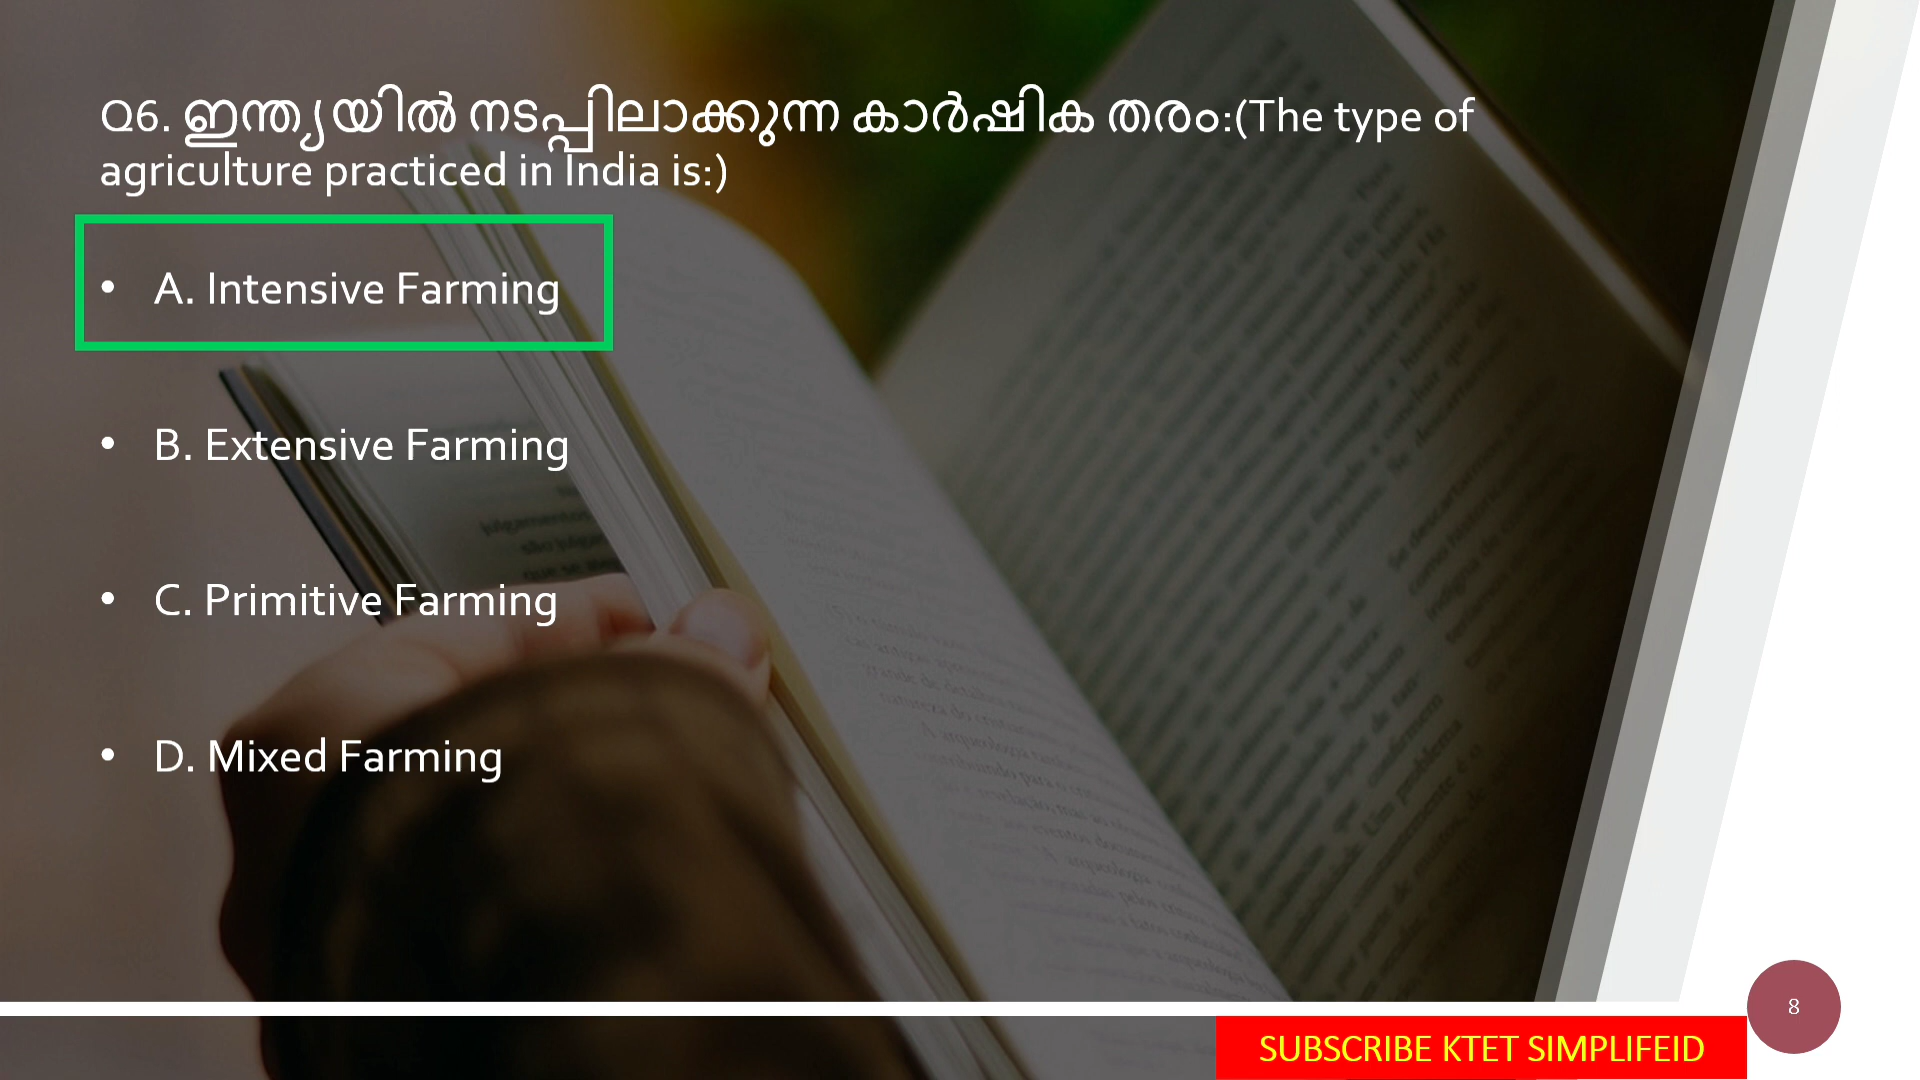 Q6. ഇന്ത്യയിൽ നടപ്പിലാക്കുന്ന കാർഷിക തരം:(The type of
agriculture practiced in India is:)
• A. Intensive Farming
• B. Extensive Farming
• C. Primitive Farming
• D. Mixed Farming
8
SUBSCRIBE KTET SIMPLIFEID